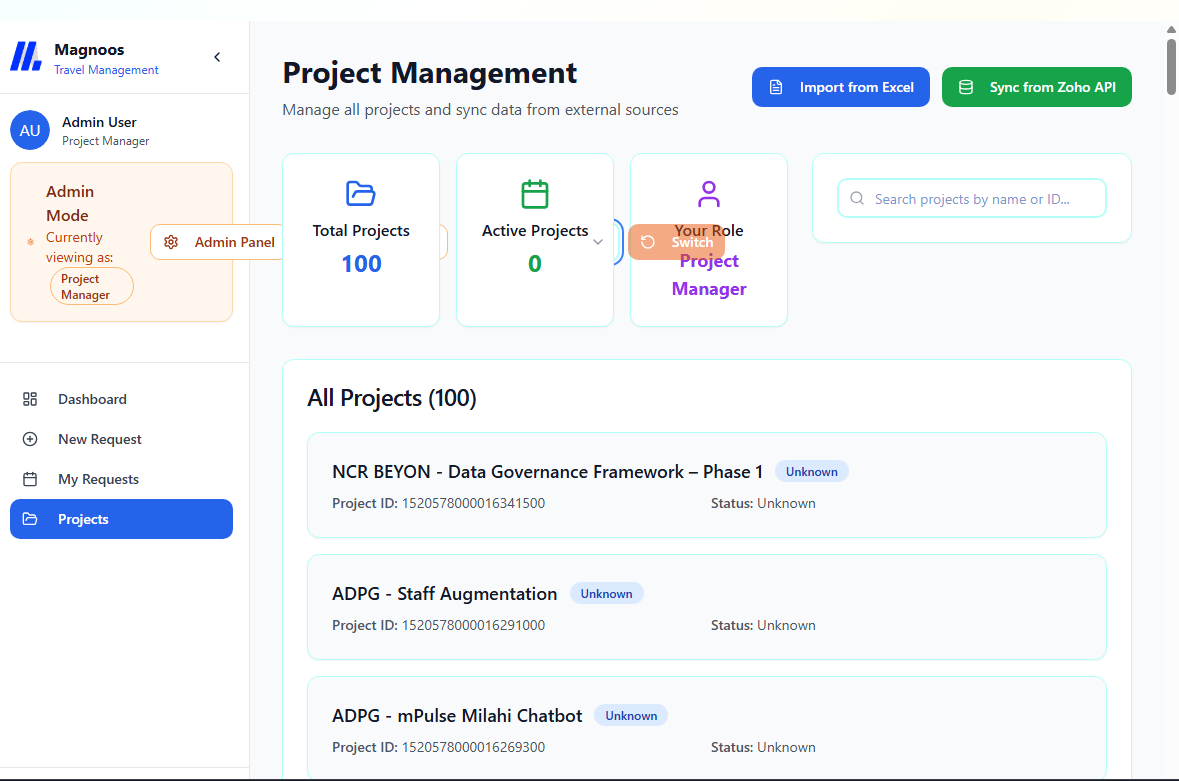 Magnoos
Travel Management
AU
Admin User
Project Manager
Admin
Mode
Currently
viewing as:
Project
Manager
Admin Panel
Dashboard
New Request
My Requests
Projects
Project Management
Manage all projects and sync data from external sources
Import from Excel
Sync from Zoho API
Total Projects
100
Active Projects
0
Your Role
Switch
Project
Manager
Search projects by name or ID...
All Projects (100)
NCR BEYON - Data Governance Framework – Phase 1 Unknown
Project ID: 1520578000016341500 Status: Unknown
ADPG - Staff Augmentation Unknown
Project ID: 1520578000016291000 Status: Unknown
ADPG - mPulse Milahi Chatbot Unknown
Project ID: 1520578000016269300 Status: Unknown